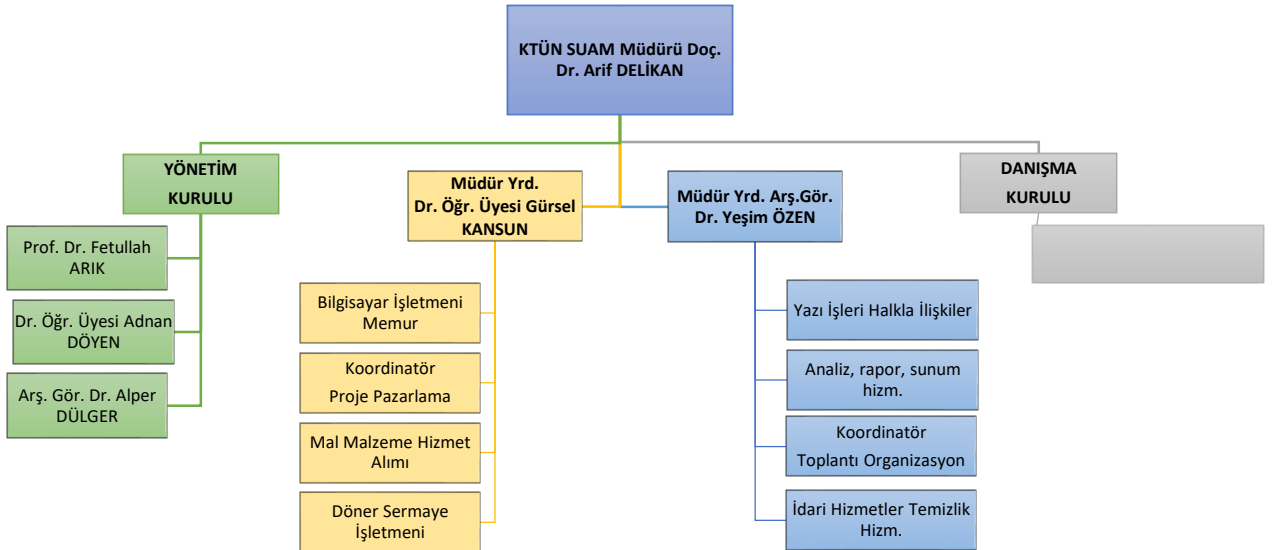 KTÜN SUAM Müdürü Doç.
Dr. Arif DELİKAN
YÖNETİM
KURULU
Prof. Dr. Fetullah
ARIK
Dr. Öğr. Üyesi Adnan
DÖYEN
Arş. Gör. Dr. Alper
DÜLGER
Müdür Yrd.
Dr. Öğr. Üyesi Gürsel
KANSUN
Bilgisayar İşletmeni
Memur
Koordinatör
Proje Pazarlama
Mal Malzeme Hizmet
Alımı
Döner Sermaye
İşletmeni
Müdür Yrd. Arş.Gör.
Dr. Yeşim ÖZEN
Yazı İşleri Halkla İlişkiler
Analiz, rapor, sunum
hizm.
Koordinatör
Toplantı Organizasyon
İdari Hizmetler Temizlik
Hizm.
DANIŞMA
KURULU